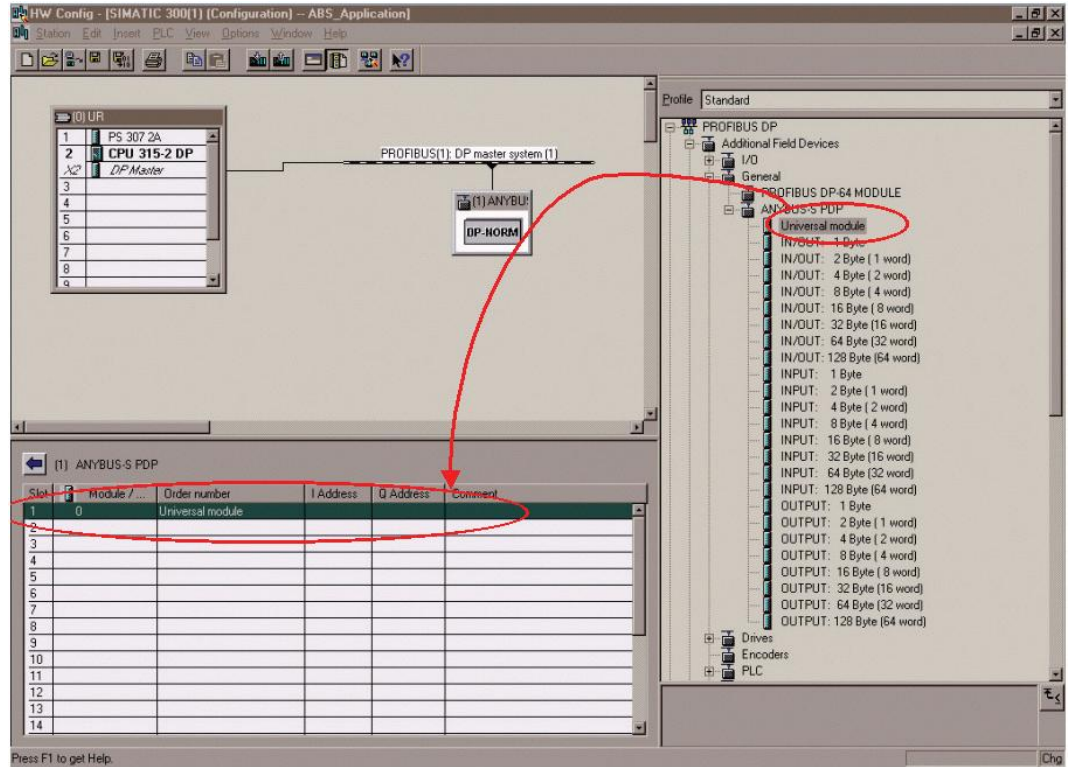 HW Config - [SIMATIC 300(1) (Configuration) -- ABS_Application]
Station Edit Insert PLC View Options Window Help
(0) UR
1 PS 307 2A
2 CPU 315-2 DP
X2 DP Master
3
4
5
6
7
8
9
PROFIBUS(1): DP master system (1)
(1) ANYBU
DP-NORM
Profile Standard
PROFIBUS DP
Additional Field Devices
I/O
General
PROFIBUS DP-64 MODULE
ANYBUS-S PDP
Universal module
IN/OUT: 1 Byte
IN/OUT: 2 Byte ( 1 word)
IN/OUT: 4 Byte ( 2 word)
IN/OUT: 8 Byte ( 4 word)
IN/OUT: 16 Byte ( 8 word)
IN/OUT: 32 Byte (16 word)
IN/OUT: 64 Byte (32 word)
IN/OUT: 128 Byte (64 word)
INPUT: 1 Byte
INPUT: 2 Byte ( 1 word)
INPUT: 4 Byte ( 2 word)
INPUT: 8 Byte ( 4 word)
INPUT: 16 Byte ( 8 word)
INPUT: 32 Byte (16 word)
INPUT: 64 Byte (32 word)
INPUT: 128 Byte (64 word)
OUTPUT: 1 Byte
OUTPUT: 2 Byte ( 1 word)
OUTPUT: 4 Byte ( 2 word)
OUTPUT: 8 Byte ( 4 word)
OUTPUT: 16 Byte ( 8 word)
OUTPUT: 32 Byte (16 word)
OUTPUT: 64 Byte (32 word)
OUTPUT: 128 Byte (64 word)
Drives
Encoders
PLC
(1) ANYBUS-S PDP
Slot Module / ... Order number I Address Q Address Comment
1 0 Universal module
2
3
4
5
6
7
8
9
10
11
12
13
14
Press F1 to get Help.
Chg